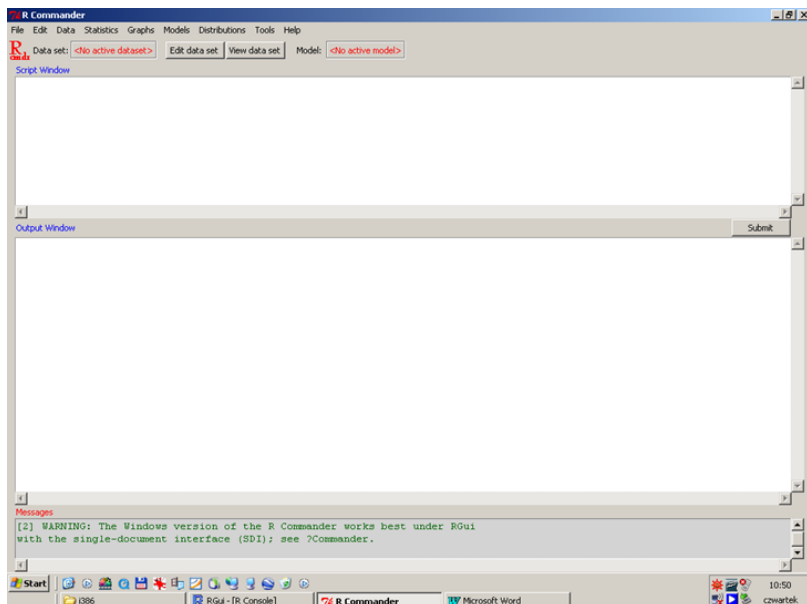 R Commander
File Edit Data Statistics Graphs Models Distributions Tools Help
R Data set: <No active dataset> Edit data set View data set Model: <No active model>
Script Window
Output Window Submit
Messages
[2] WARNING: The Windows version of the R Commander works best under RGui
with the single-document interface (SDI); see ?Commander.
Start 10:50
i386 RGui - [R Console] R Commander Microsoft Word czwartek